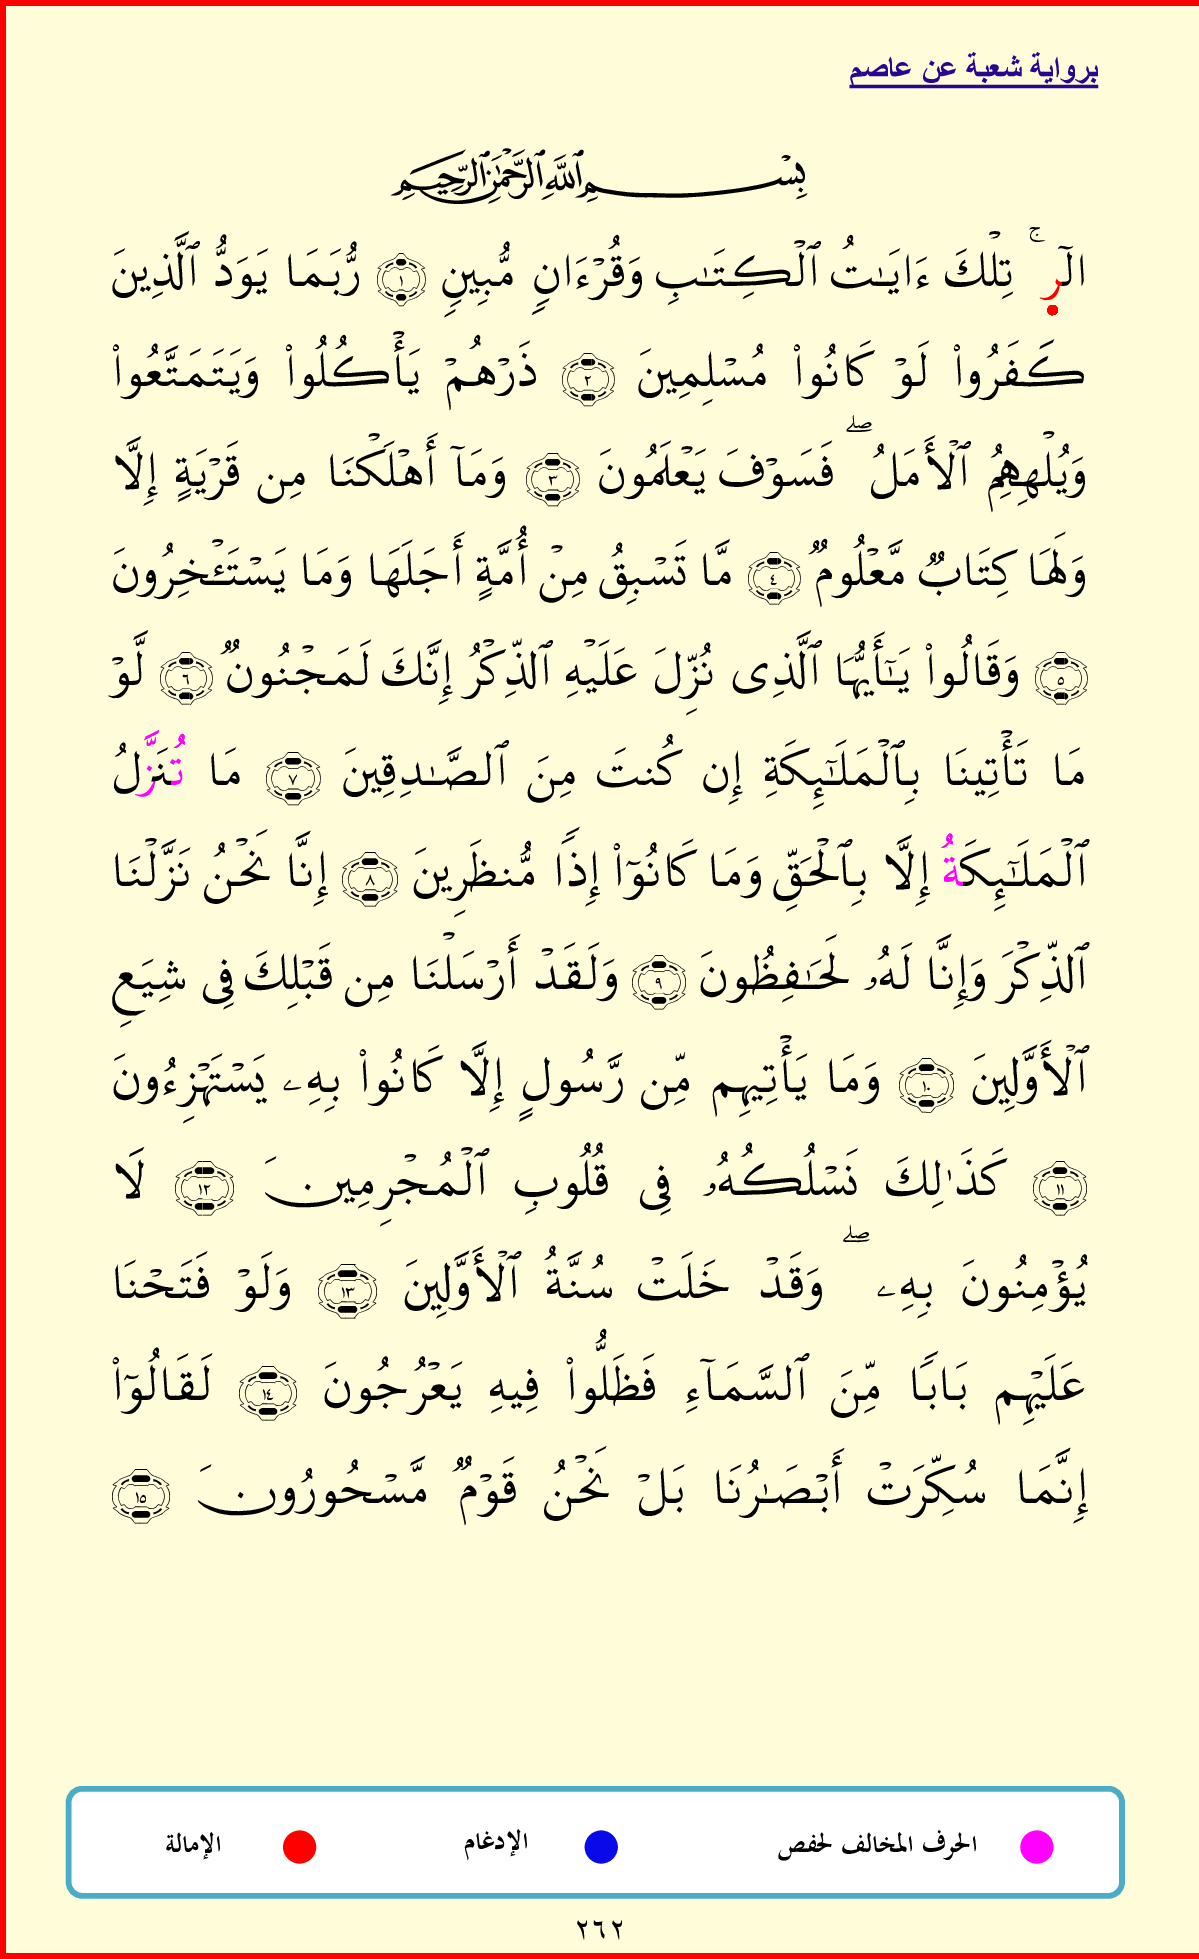 برواية شعبة عن عاصم
بِسْمِ ٱللَّهِ ٱلرَّحْمَٰنِ ٱلرَّحِيمِ
الٓرۚ تِلْكَ ءَايَٰتُ ٱلْكِتَٰبِ وَقُرْءَانٍ مُّبِينٍ ١ رُّبَمَا يَوَدُّ ٱلَّذِينَ
كَفَرُوا۟ لَوْ كَانُوا۟ مُسْلِمِينَ ٢ ذَرْهُمْ يَأْكُلُوا۟ وَيَتَمَتَّعُوا۟
وَيُلْهِهِمُ ٱلْأَمَلُۖ فَسَوْفَ يَعْلَمُونَ ٣ وَمَآ أَهْلَكْنَا مِن قَرْيَةٍ إِلَّا
وَلَهَا كِتَابٌ مَّعْلُومٌ ٤ مَّا تَسْبِقُ مِنْ أُمَّةٍ أَجَلَهَا وَمَا يَسْتَـْٔخِرُونَ
٥ وَقَالُوا۟ يَٰٓأَيُّهَا ٱلَّذِى نُزِّلَ عَلَيْهِ ٱلذِّكْرُ إِنَّكَ لَمَجْنُونٌ ٦ لَّوْ
مَا تَأْتِينَا بِٱلْمَلَٰٓئِكَةِ إِن كُنتَ مِنَ ٱلصَّٰدِقِينَ ٧ مَا تُنَزَّلُ
ٱلْمَلَٰٓئِكَةُ إِلَّا بِٱلْحَقِّ وَمَا كَانُوٓا۟ إِذًا مُّنظَرِينَ ٨ إِنَّا نَحْنُ نَزَّلْنَا
ٱلذِّكْرَ وَإِنَّا لَهُۥ لَحَٰفِظُونَ ٩ وَلَقَدْ أَرْسَلْنَا مِن قَبْلِكَ فِى شِيَعِ
ٱلْأَوَّلِينَ ١٠ وَمَا يَأْتِيهِم مِّن رَّسُولٍ إِلَّا كَانُوا۟ بِهِۦ يَسْتَهْزِءُونَ
١١ كَذَٰلِكَ نَسْلُكُهُۥ فِى قُلُوبِ ٱلْمُجْرِمِينَ ١٢ لَا
يُؤْمِنُونَ بِهِۦۖ وَقَدْ خَلَتْ سُنَّةُ ٱلْأَوَّلِينَ ١٣ وَلَوْ فَتَحْنَا
عَلَيْهِم بَابًا مِّنَ ٱلسَّمَآءِ فَظَلُّوا۟ فِيهِ يَعْرُجُونَ ١٤ لَقَالُوٓا۟
إِنَّمَا سُكِّرَتْ أَبْصَٰرُنَا بَلْ نَحْنُ قَوْمٌ مَّسْحُورُونَ ١٥
الحرف المخالف لحفص الإدغام الإمالة
٢٦٢